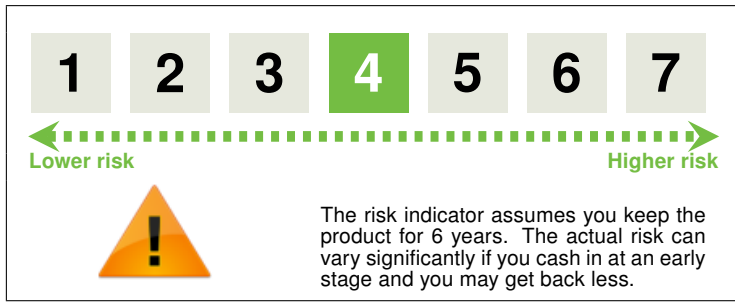 1 2 3 4 5 6 7
Lower risk Higher risk
!
The risk indicator assumes you keep the
product for 6 years. The actual risk can
vary significantly if you cash in at an early
stage and you may get back less.